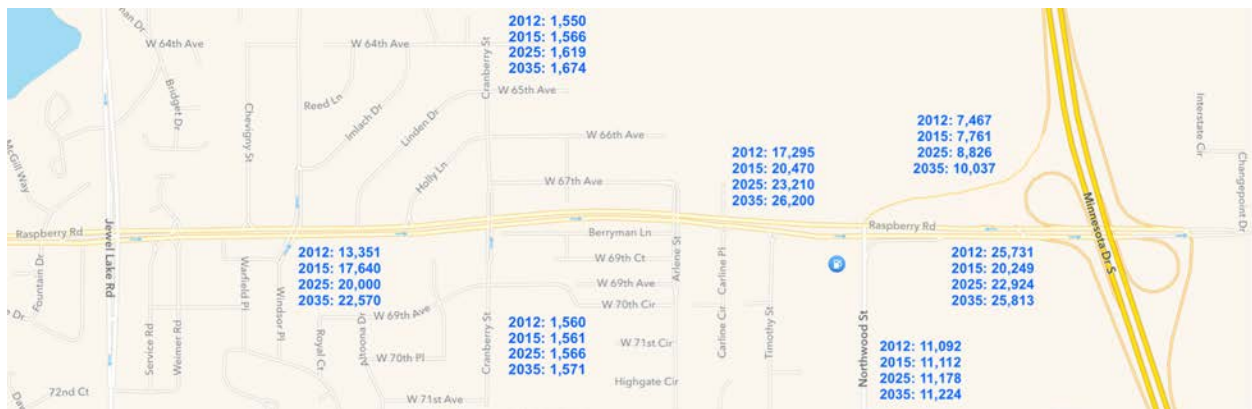 man Dr
W 64th Ave
W 64th Ave
2012: 1,550
2015: 1,566
2025: 1,619
2035: 1,674
Bridget Dr
Chevigny St
Reed Ln
Imlach Dr
Linden Dr
Cranberry St
W 65th Ave
W 66th Ave
Holly Ln
W 67th Ave
McGill Way
2012: 17,295
2015: 20,470
2025: 23,210
2035: 26,200
2012: 7,467
2015: 7,761
2025: 8,826
2035: 10,037
Interstate Cir
Changepoint Dr
Minnesota Dr S
Raspberry Rd
Jewel Lake Rd
Raspberry Rd
Berryman Ln
2012: 13,351
2015: 17,640
2025: 20,000
2035: 22,570
W 69th Ct
W 69th Ave
W 70th Cir
Arlene St
Carline Pl
2012: 25,731
2015: 20,249
2025: 22,924
2035: 25,813
Fountain Dr
e Dr
Service Rd
Weimer Rd
Warfield Pl
Windsor Pl
Royal Ct
Altoona Dr
W 69th Ave
W 70th Pl
Cranberry St
2012: 1,560
2015: 1,561
2025: 1,566
2035: 1,571
W 71st Cir
Carline Cir
Timothy St
Northwood St
2012: 11,092
2015: 11,112
2025: 11,178
2035: 11,224
72nd Ct
W 71st Ave
Highgate Cir